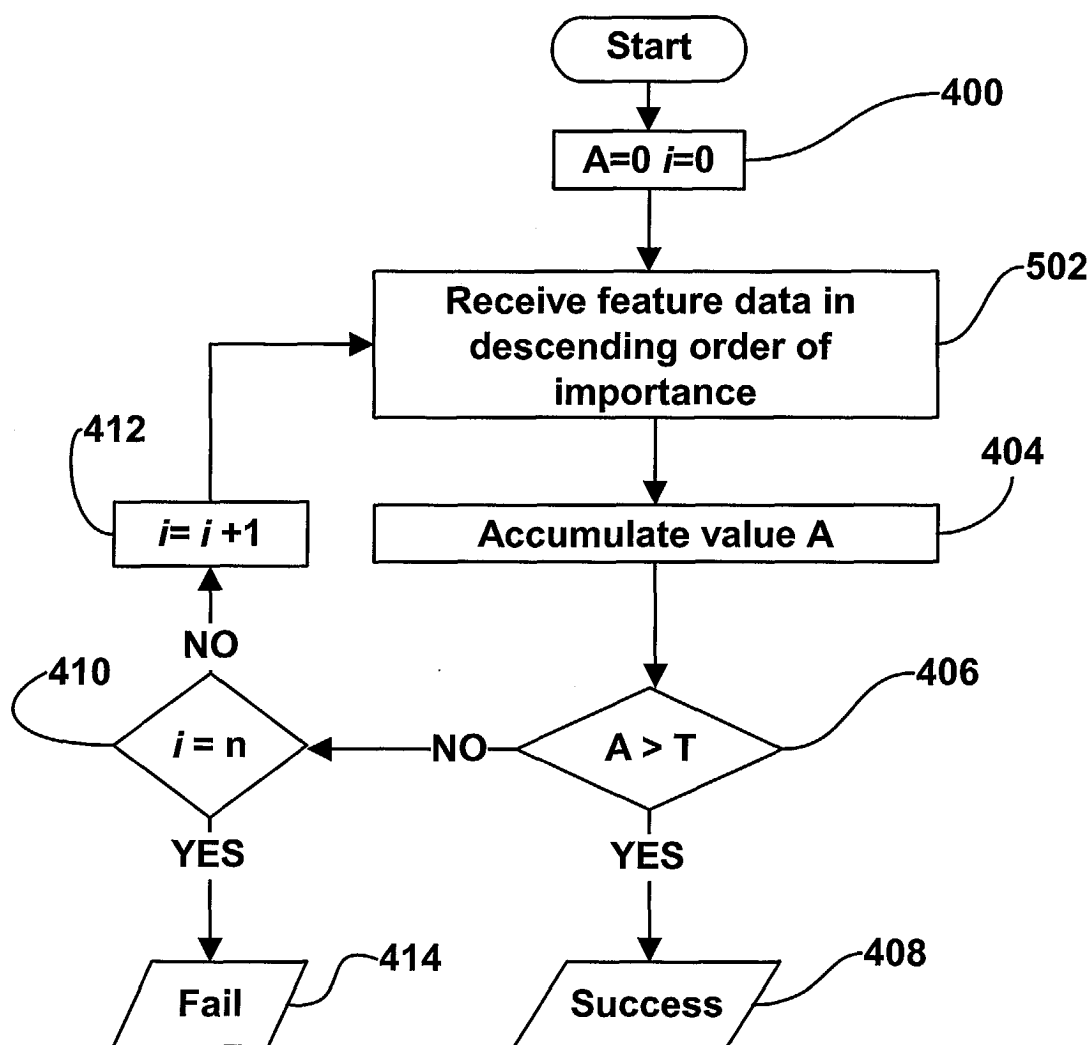 Start
400
A=0 i=0
502
Receive feature data in
descending order of
importance
412
404
i= i +1
Accumulate value A
NO
410
406
i = n
NO
A > T
YES
YES
414
408
Fail
Success